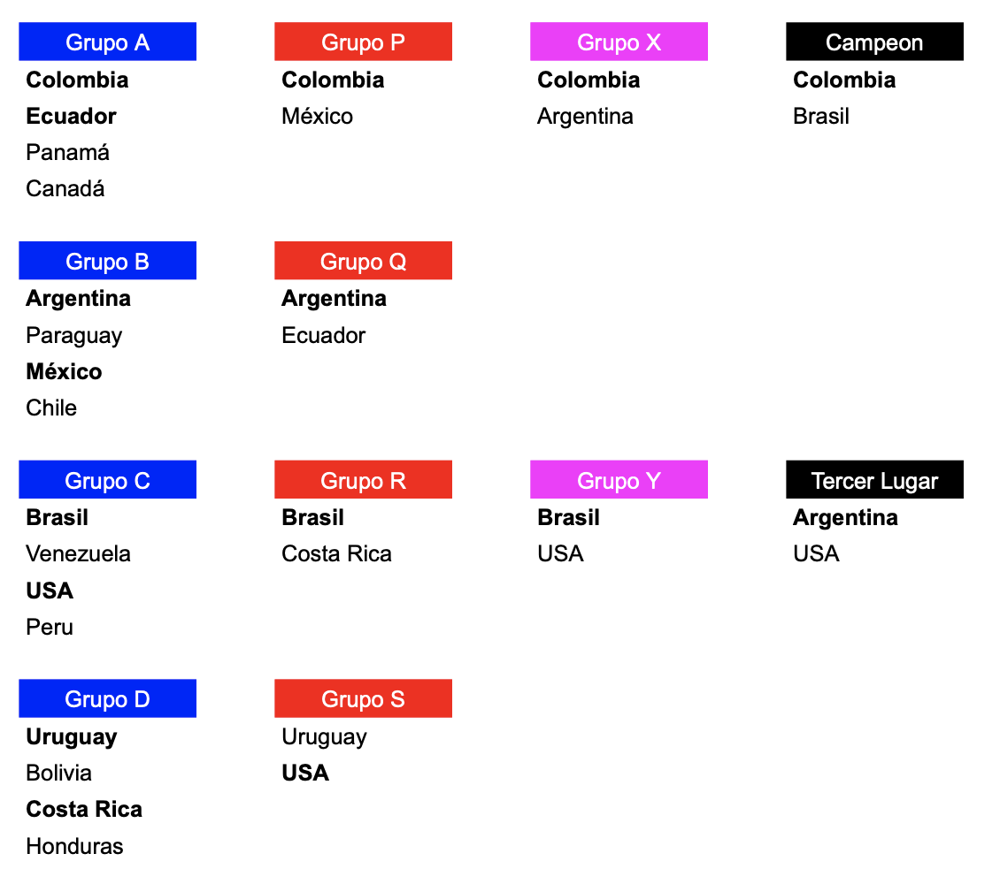 Grupo A
Colombia
Ecuador
Panamá
Canadá
Grupo P
Colombia
México
Grupo X
Colombia
Argentina
Campeon
Colombia
Brasil
Grupo B
Argentina
Paraguay
México
Chile
Grupo Q
Argentina
Ecuador
Grupo C
Brasil
Venezuela
USA
Peru
Grupo R
Brasil
Costa Rica
Grupo Y
Brasil
USA
Tercer Lugar
Argentina
USA
Grupo D
Uruguay
Bolivia
Costa Rica
Honduras
Grupo S
Uruguay
USA